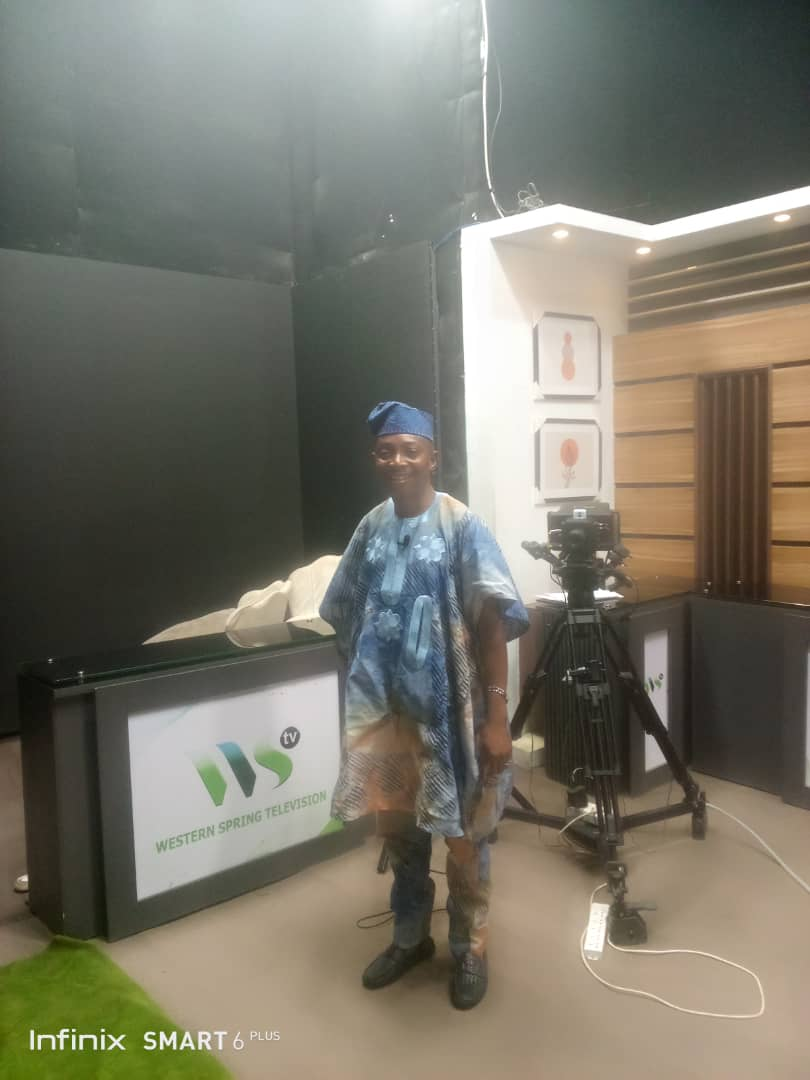 WS tv
WESTERN SPRING TELEVISION
Infinix SMART 6 PLUS